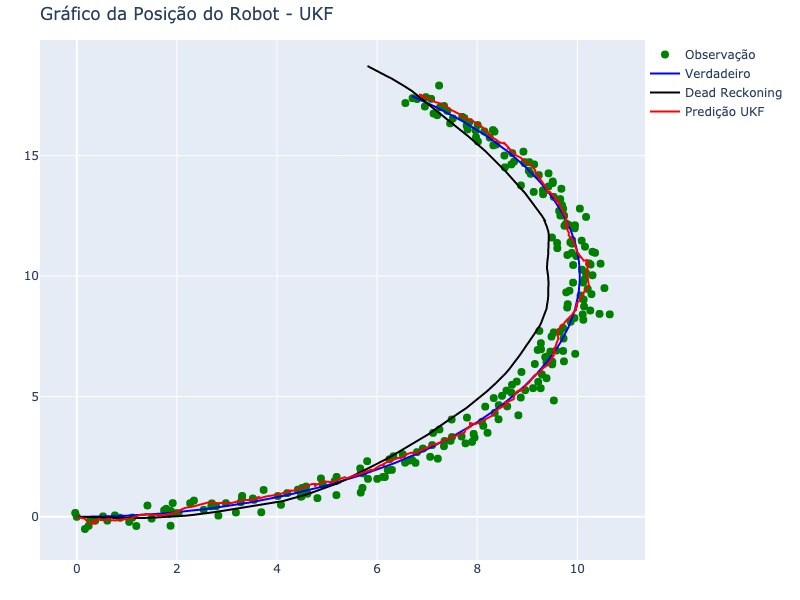 Gráfico da Posição do Robot - UKF
Observação
Verdadeiro
Dead Reckoning
Predição UKF
15
10
5
0
0 2 4 6 8 10